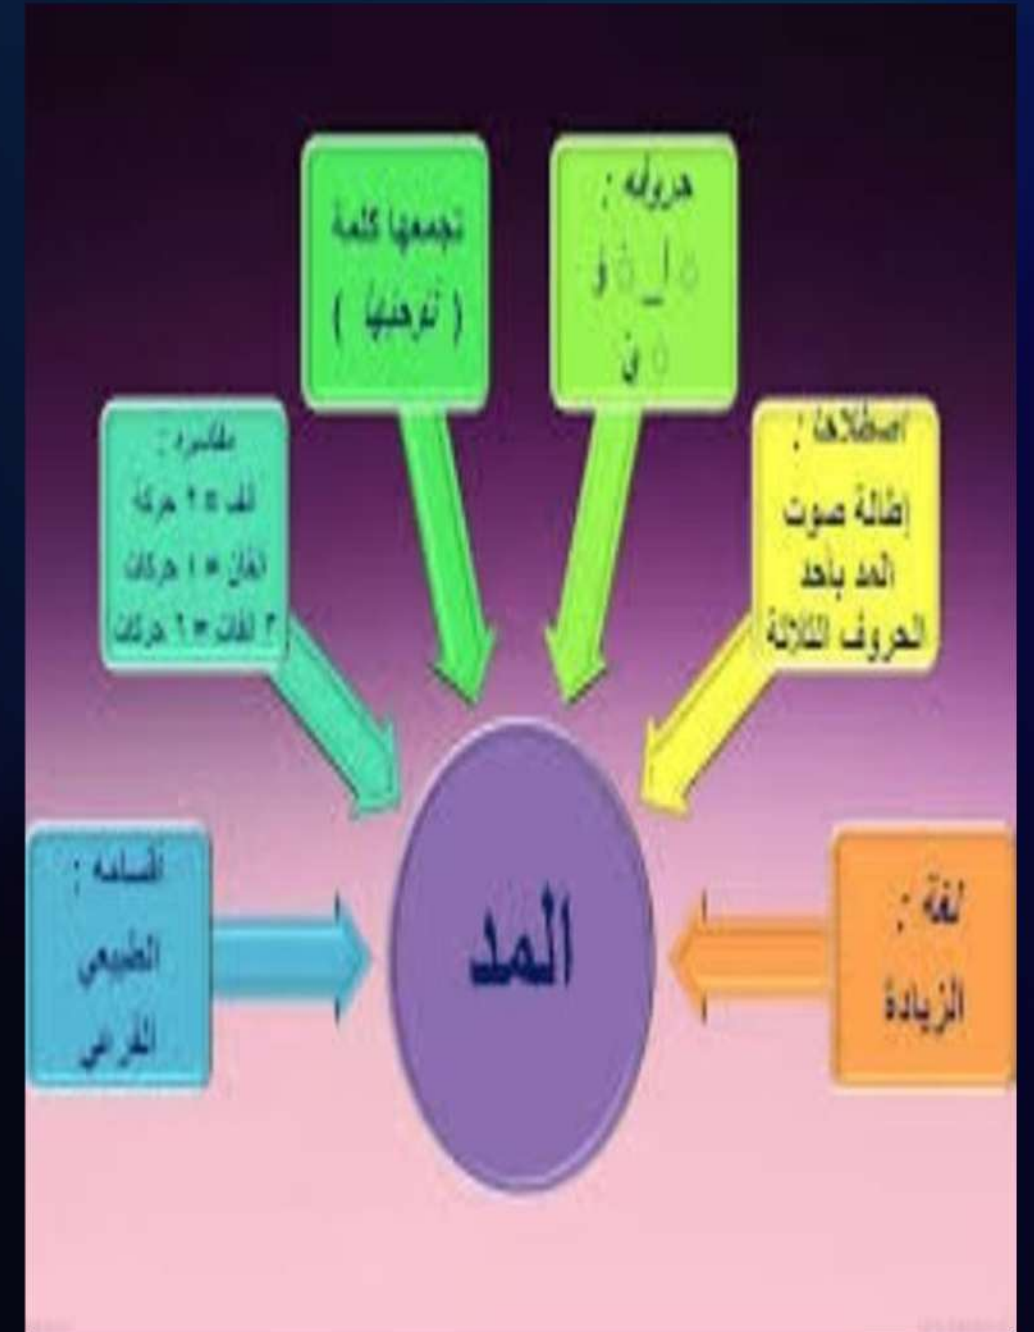 لغة :
الزيادة
اصطلاحا :
إطالة صوت
المد بأحد
الحروف الثلاثة
حروفه :
تجمعها كلمة
( نوحيها )
ألف = ٢ حركة
ألفان = ٤ حركات
٣ ألفات = ٦ حركات
أقسامه :
الطبيعي
الفرعي
المد